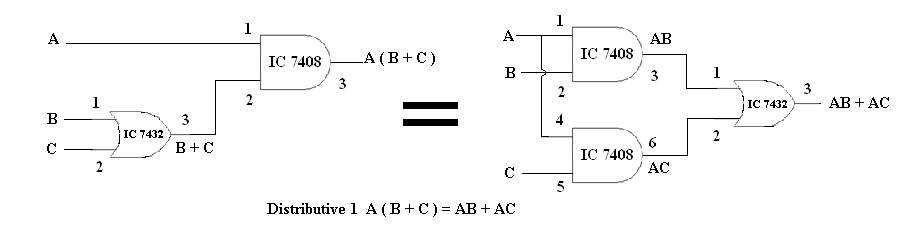 A
1
IC 7408
2
3
A ( B + C )
B
1
C
2
IC 7432
3
B + C
A
1
B
2
IC 7408
AB
3
4
C
5
IC 7408
6
AC
1
2
IC 7432
3
AB + AC
Distributive 1 A ( B + C ) = AB + AC